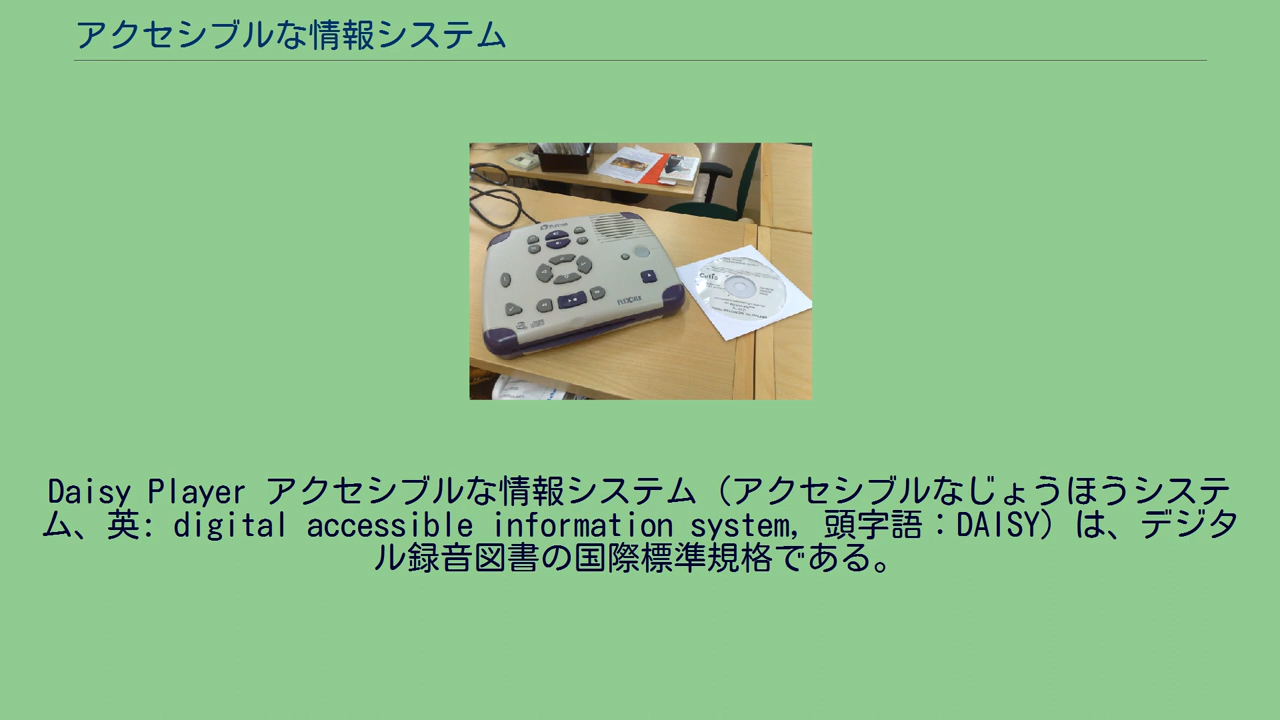 アクセシブルな情報システム
PLEXTALK
Daisy Player アクセシブルな情報システム（アクセシブルなじょうほうシステ
ム、英: digital accessible information system, 頭字語：DAISY）は、デジタ
ル録音図書の国際標準規格である。